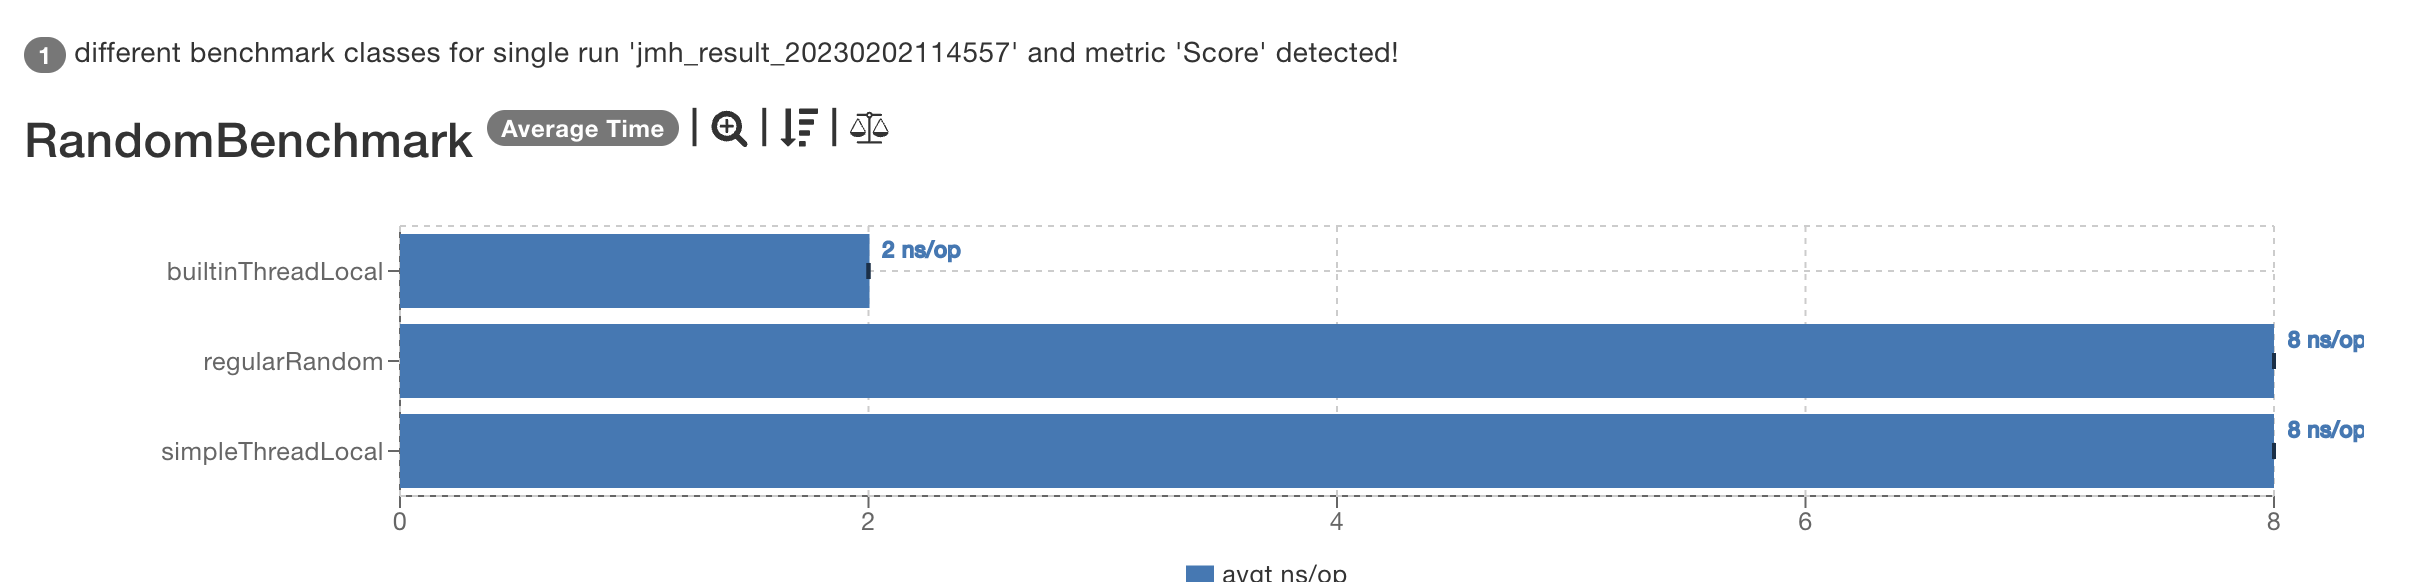 1 different benchmark classes for single run 'jmh_result_20230202114557' and metric 'Score' detected!
RandomBenchmark Average Time
builtinThreadLocal 2 ns/op
regularRandom 8 ns/op
simpleThreadLocal 8 ns/op
0 2 4 6 8
avgt ns/op